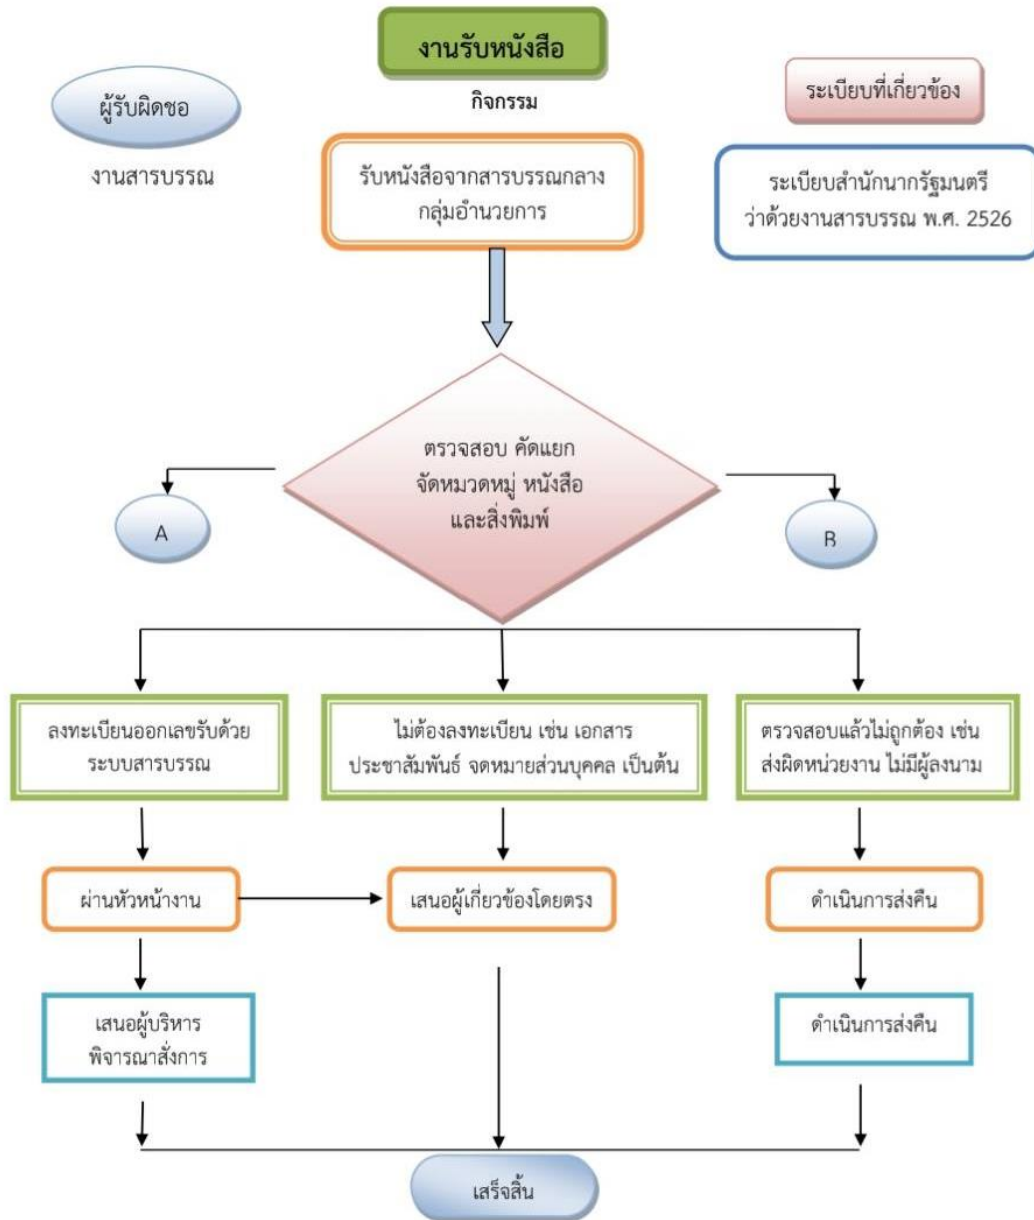 งานรับหนังสือ
ผู้รับผิดชอ
กิจกรรม
ระเบียบที่เกี่ยวข้อง
งานสารบรรณ
รับหนังสือจากสารบรรณกลาง
กลุ่มอำนวยการ
ระเบียบสำนักนากรัฐมนตรี
ว่าด้วยงานสารบรรณ พ.ศ. 2526
ตรวจสอบ คัดแยก
จัดหมวดหมู่ หนังสือ
และสิ่งพิมพ์
A
B
ลงทะเบียนออกเลขรับด้วย
ระบบสารบรรณ
ไม่ต้องลงทะเบียน เช่น เอกสาร
ประชาสัมพันธ์ จดหมายส่วนบุคคล เป็นต้น
ตรวจสอบแล้วไม่ถูกต้อง เช่น
ส่งผิดหน่วยงาน ไม่มีผู้ลงนาม
ผ่านหัวหน้างาน
เสนอผู้เกี่ยวข้องโดยตรง
ดำเนินการส่งคืน
เสนอผู้บริหาร
พิจารณาสั่งการ
ดำเนินการส่งคืน
เสร็จสิ้น